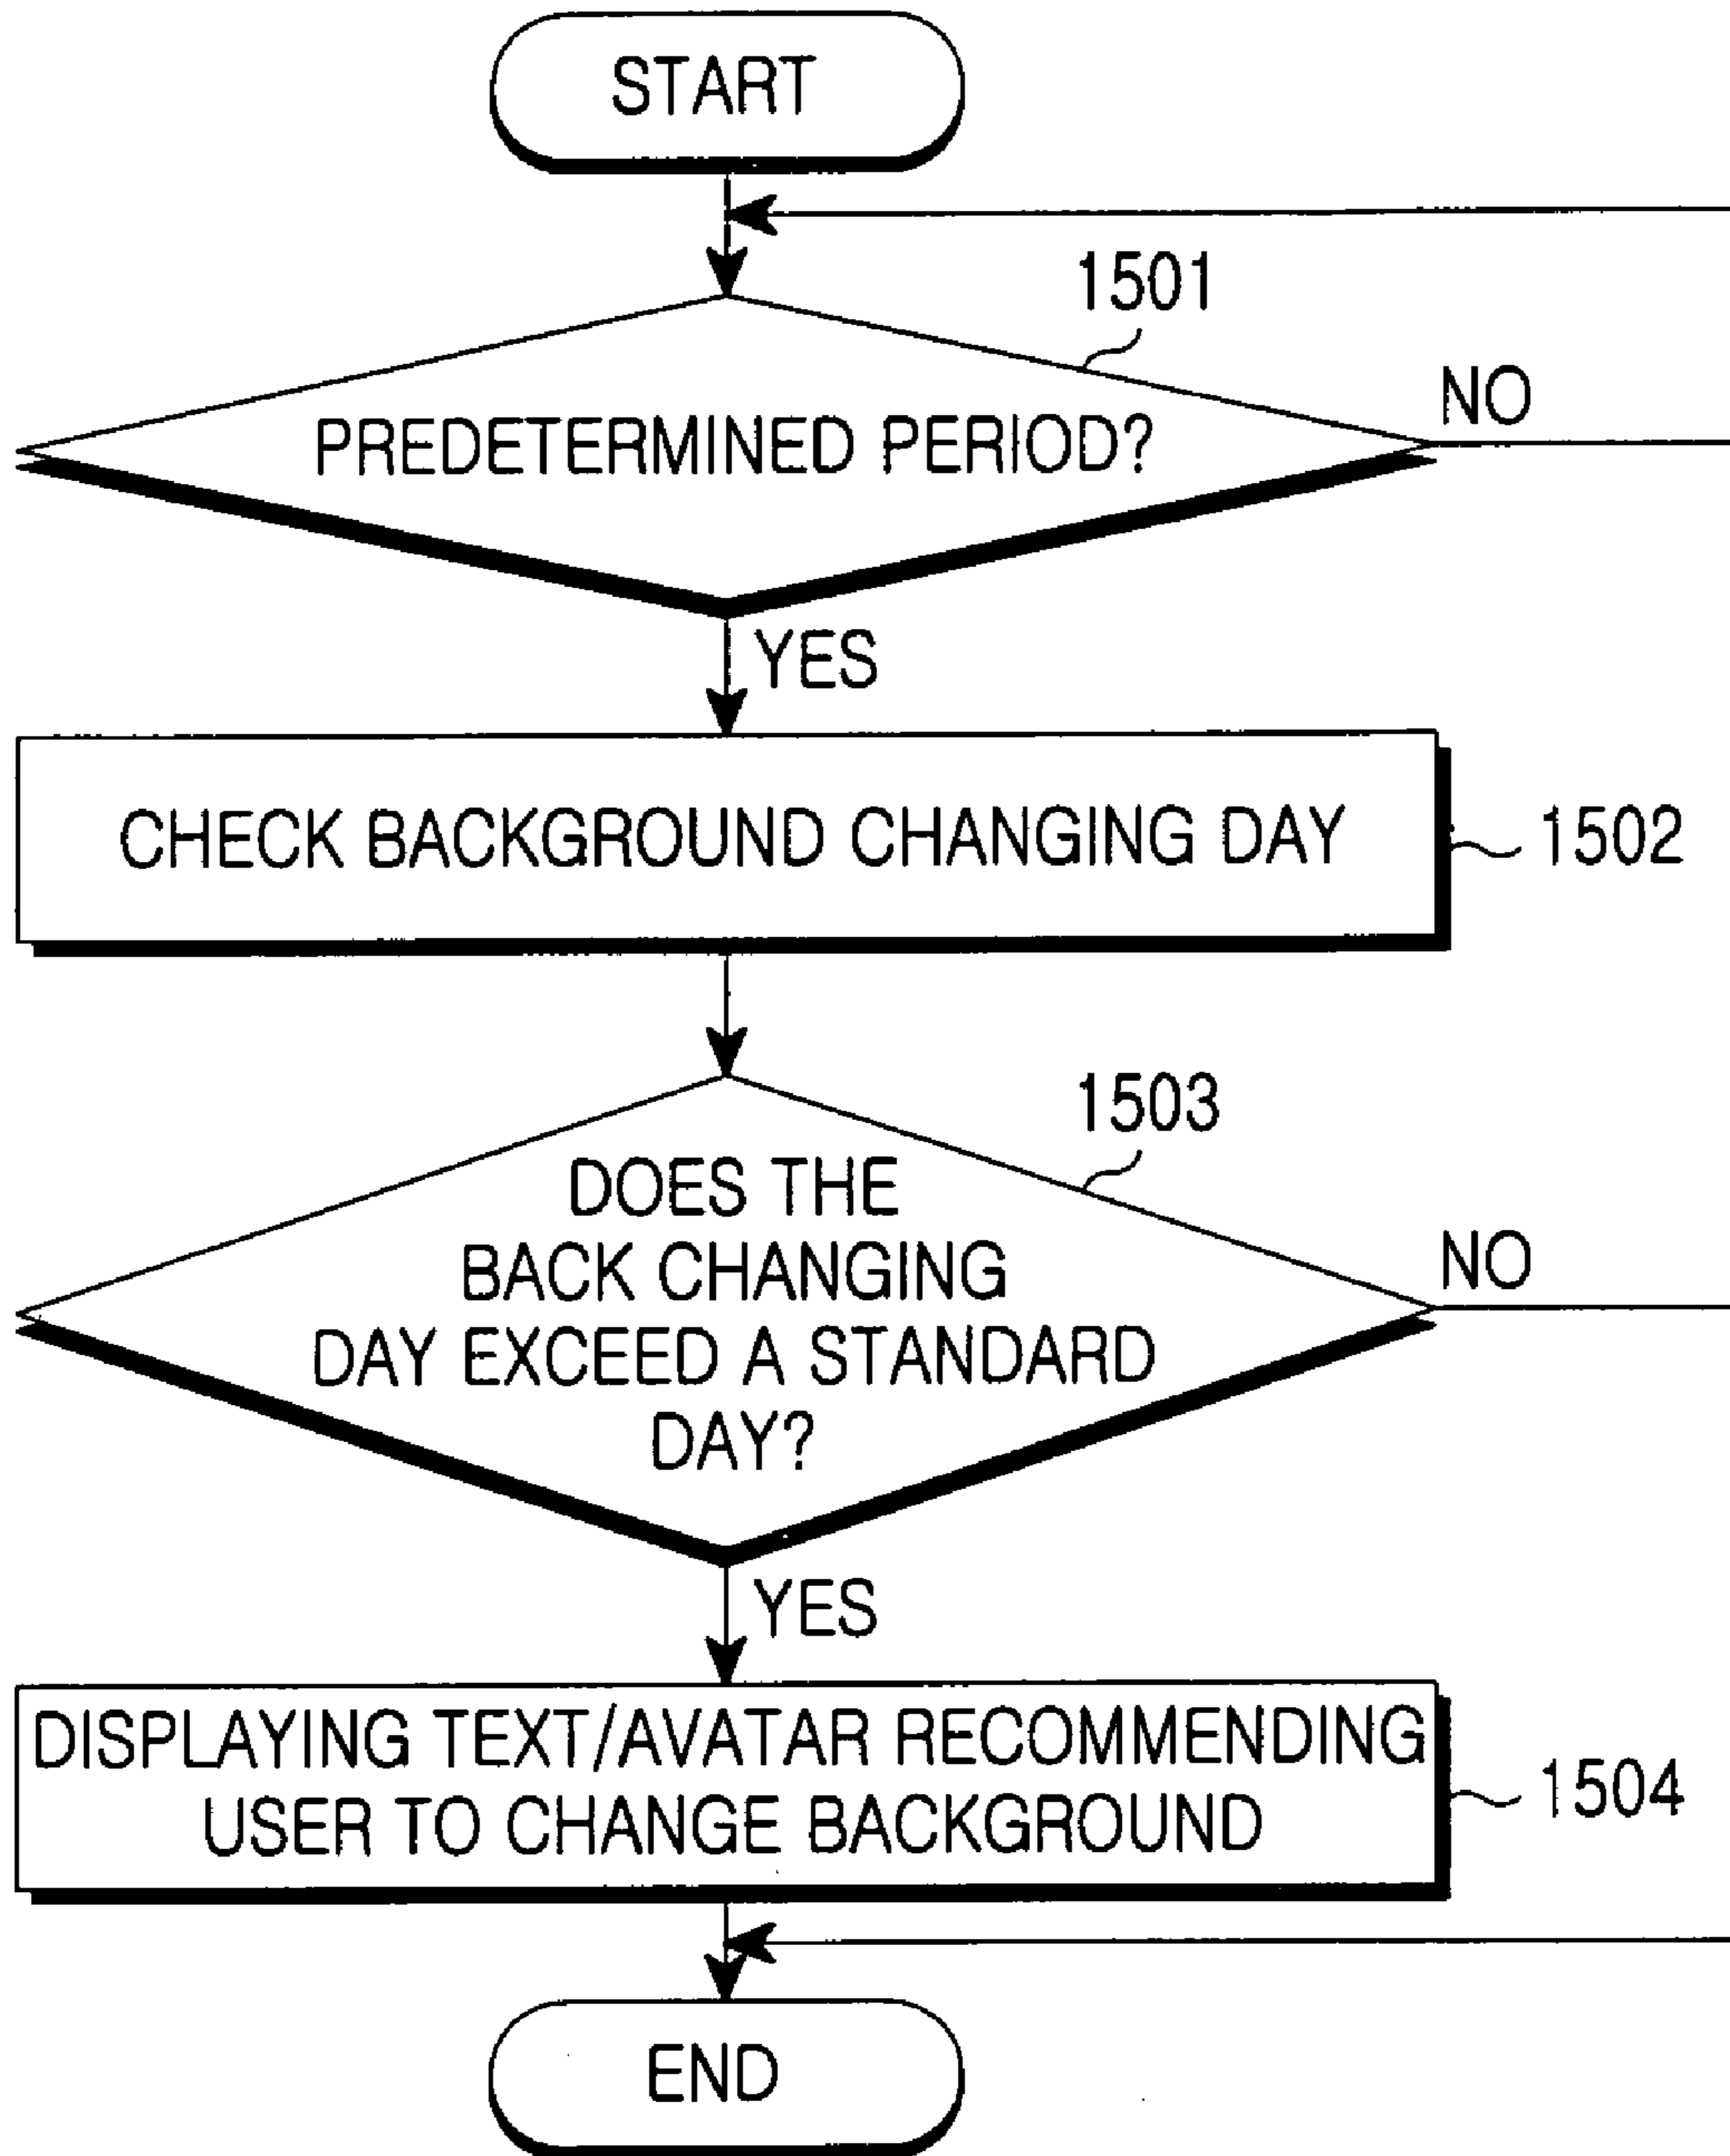 START
1501
NO
PREDETERMINED PERIOD?
YES
CHECK BACKGROUND CHANGING DAY
1502
1503
DOES THE
BACK CHANGING
NO
DAY EXCEED A STANDARD
DAY?
YES
DISPLAYING TEXT/AVATAR RECOMMENDING
USER TO CHANGE BACKGROUND
1504
END